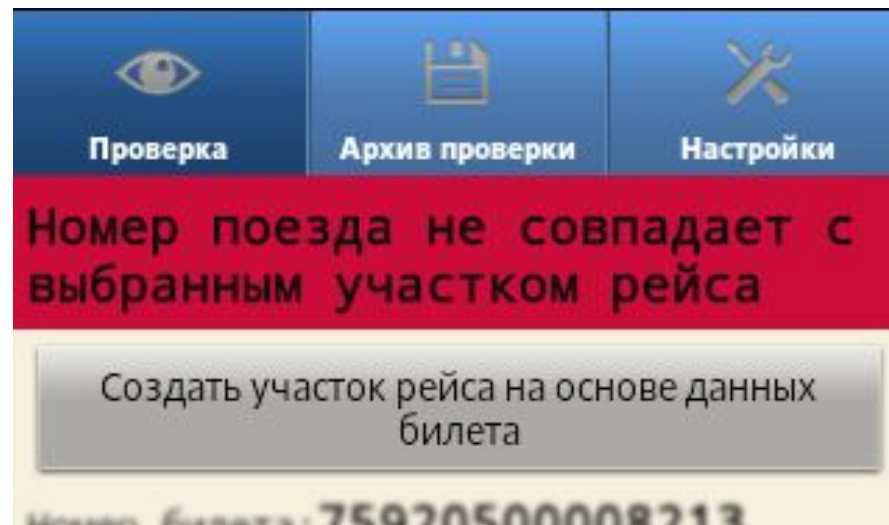 Проверка
Архив проверки
Настройки
Номер поезда не совпадает с
выбранным участком рейса
Создать участок рейса на основе данных
билета
Номер билета: 75920500008213